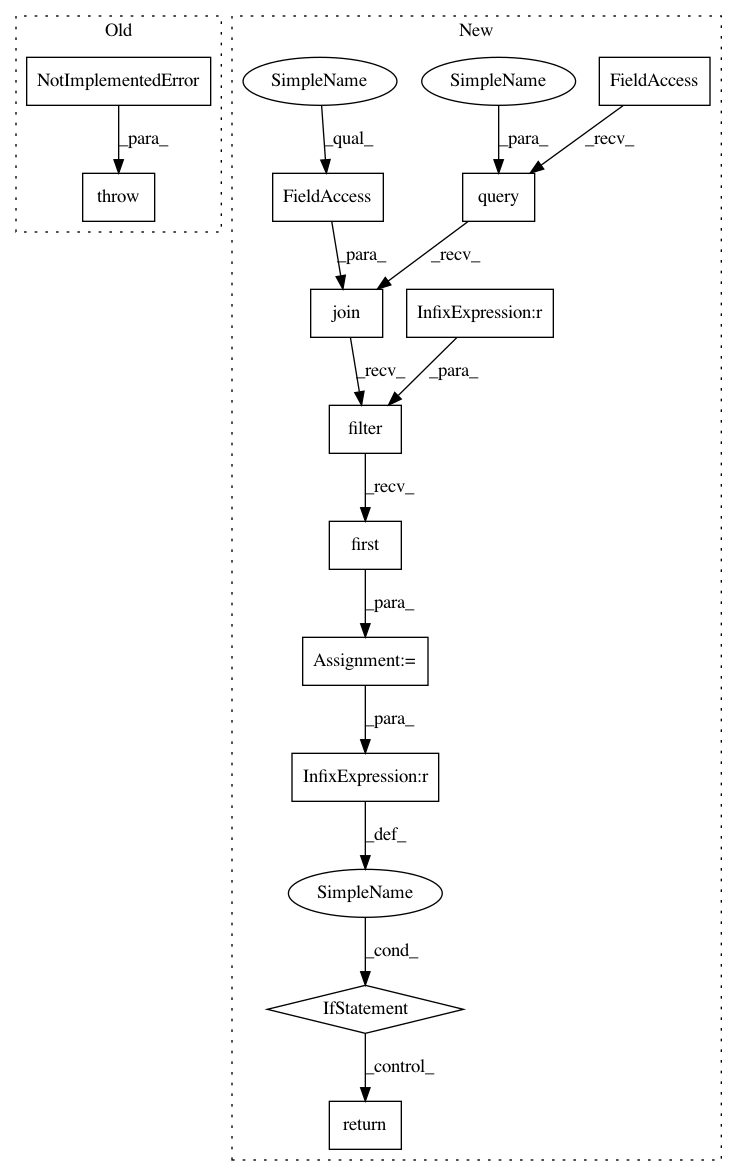 Old
New
NotImplementedError
SimpleName
SimpleName
FieldAccess
_para_
_qual_
_para_
_recv_
throw
FieldAccess
query
_para_
_recv_
join
InfixExpression:r
_recv_
_para_
filter
_recv_
first
_para_
Assignment:=
_para_
InfixExpression:r
_def_
SimpleName
_cond_
IfStatement
_control_
return